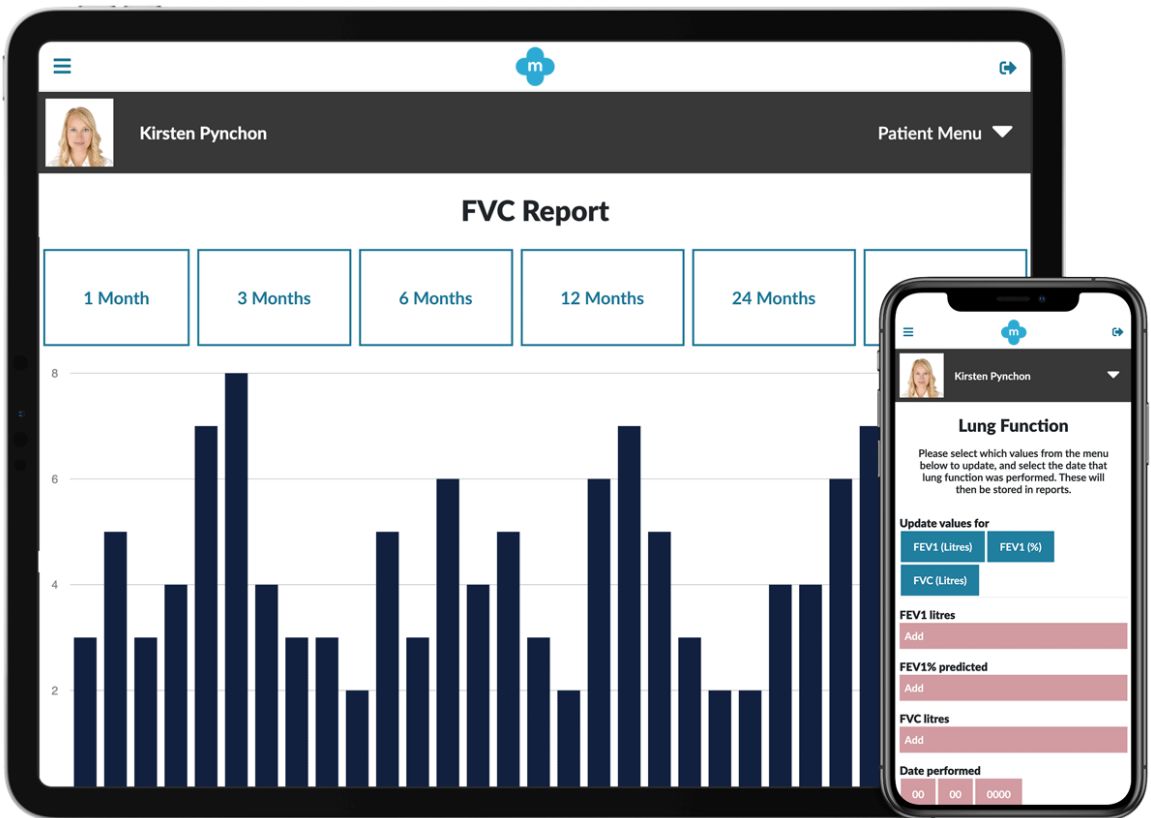 m
Kirsten Pynchon
Patient Menu
FVC Report
1 Month
3 Months
6 Months
12 Months
24 Months
8
6
4
2
m
Kirsten Pynchon
Lung Function
Please select which values from the menu
below to update, and select the date that
lung function was performed. These will
then be stored in reports.
Update values for
FEV1 (Litres)
FEV1 (%)
FVC (Litres)
FEV1 litres
Add
FEV1% predicted
Add
FVC litres
Add
Date performed
00
00
0000